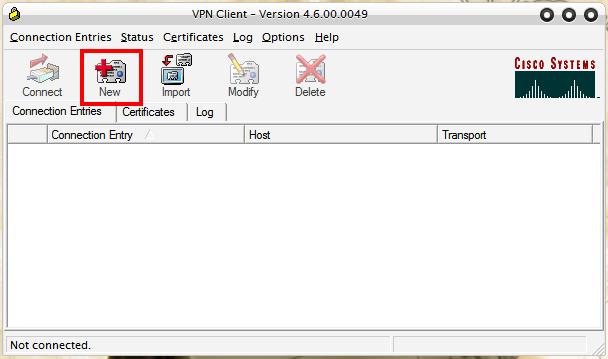 VPN Client – Version 4.6.00.0049
Connection Entries Status Certificates Log Options Help
Connect New Import Modify Delete
CISCO SYSTEMS
Connection Entries Certificates Log
Connection Entry Host Transport
Not connected.